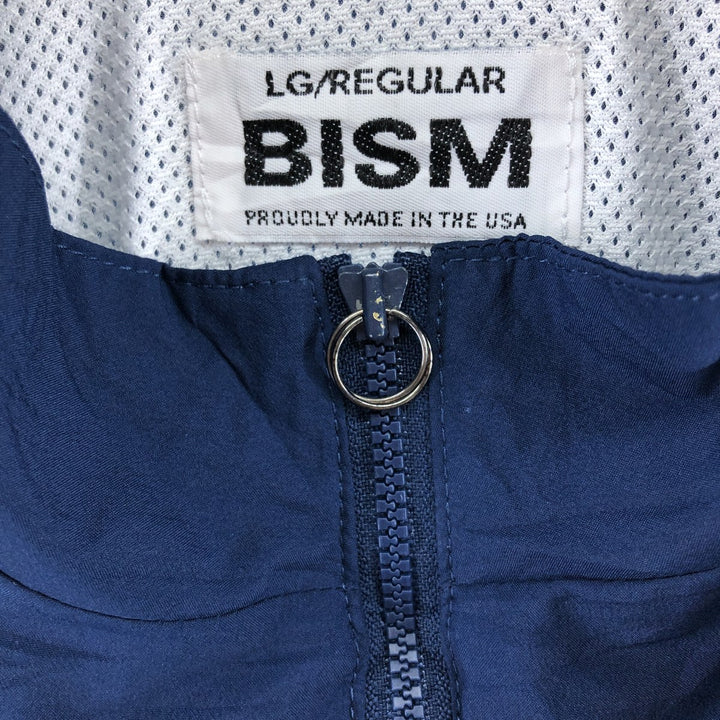 LG/REGULAR
BISM
PROUDLY MADE IN THE USA